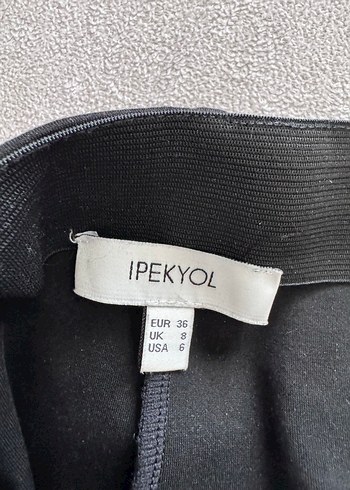 IPEKYOL
EUR 36
UK 8
USA 6